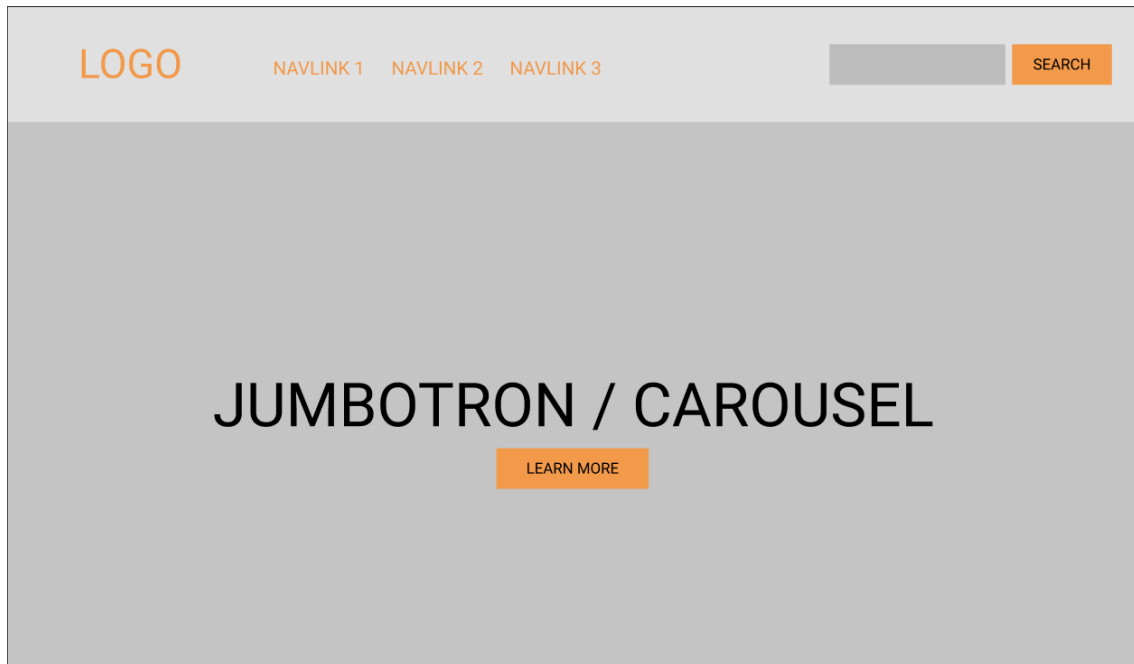 LOGO
NAVLINK 1 NAVLINK 2 NAVLINK 3
SEARCH
JUMBOTRON / CAROUSEL
LEARN MORE